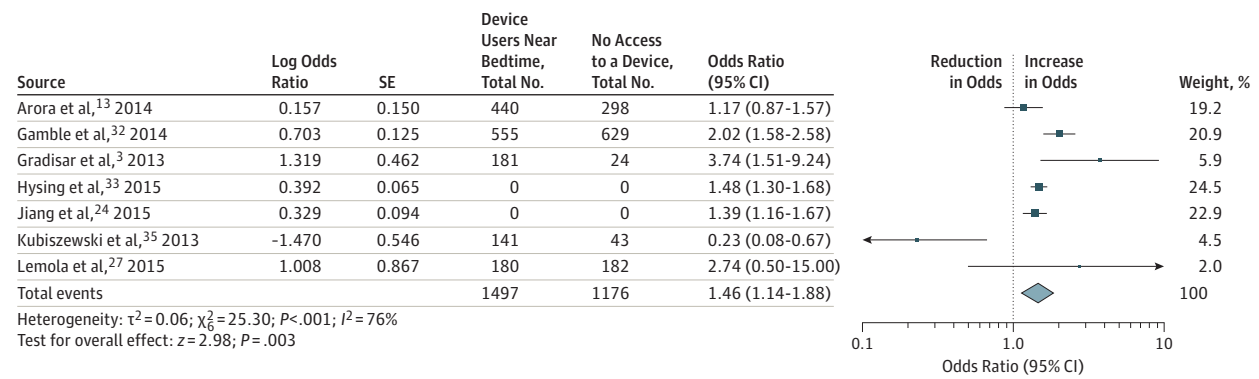 Source Log Odds Ratio SE Device Users Near Bedtime, Total No. No Access to a Device, Total No. Odds Ratio (95% CI) Reduction in Odds Increase in Odds Weight, %
Arora et al,13 2014 0.157 0.150 440 298 1.17 (0.87-1.57) 19.2
Gamble et al,32 2014 0.703 0.125 555 629 2.02 (1.58-2.58) 20.9
Gradisar et al,3 2013 1.319 0.462 181 24 3.74 (1.51-9.24) 5.9
Hysing et al,33 2015 0.392 0.065 0 0 1.48 (1.30-1.68) 24.5
Jiang et al,24 2015 0.329 0.094 0 0 1.39 (1.16-1.67) 22.9
Kubiszewski et al,35 2013 -1.470 0.546 141 43 0.23 (0.08-0.67) 4.5
Lemola et al,27 2015 1.008 0.867 180 182 2.74 (0.50-15.00) 2.0
Total events 1497 1176 1.46 (1.14-1.88) 100
Heterogeneity: τ2=0.06; χ26=25.30; P<.001; I2=76%
Test for overall effect: z=2.98; P=.003
0.1 1.0 10
Odds Ratio (95% CI)